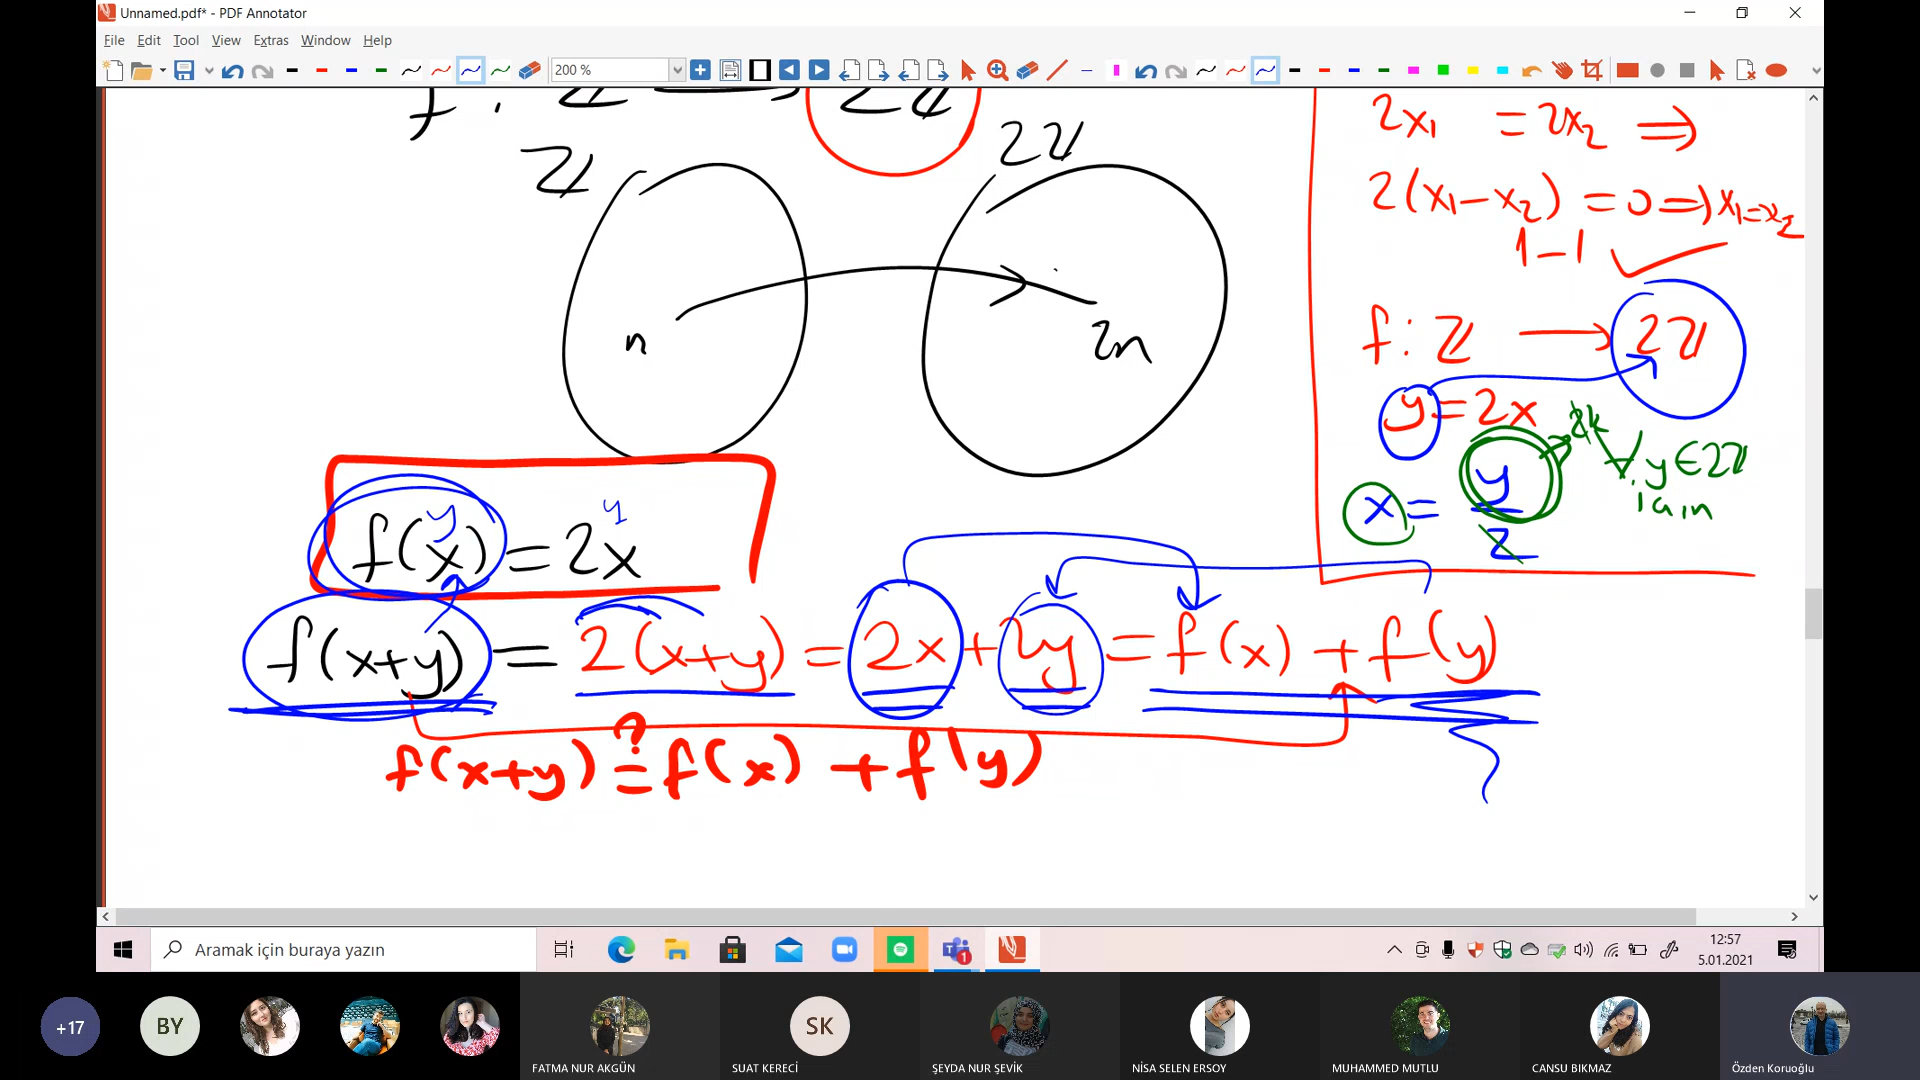 Unnamed.pdf* - PDF Annotator
File Edit Tool View Extras Window Help
200 %
f : ℤ → 2ℤ
ℤ
2ℤ
n
2n
f(x) = 2x
y
y
f(x+y) = 2(x+y) = 2x + 2y = f(x) + f(y)
f(x+y) ?= f(x) + f(y)
2x₁ = 2x₂ ⇒
2(x₁-x₂) = 0 ⇒ x₁=x₂
1-1 ✓
f : ℤ → 2ℤ
y = 2x
2k
∀ y ∈ 2ℤ
için
x = y/2
Aramak için buraya yazın
1
12:57
5.01.2021
+17
BY
FATMA NUR AKGÜN
SK
SUAT KERECİ
ŞEYDA NUR ŞEVİK
NİSA SELEN ERSOY
MUHAMMED MUTLU
CANSU BIKMAZ
Özden Koruoğlu